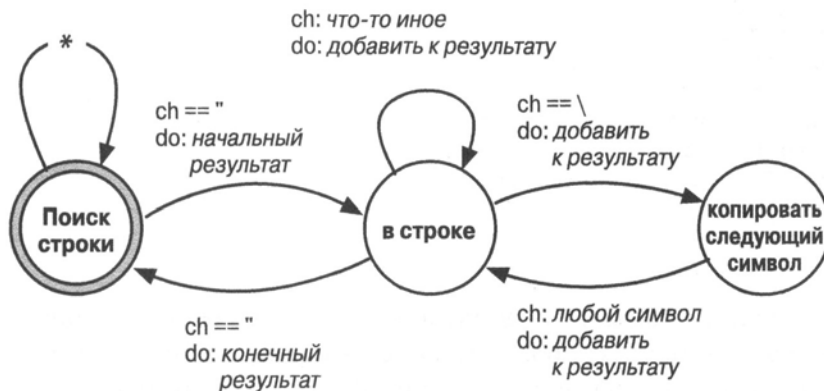 ch: что-то иное
do: добавить к результату
*
ch == "
do: начальный
результат
ch == \
do: добавить
к результату
Поиск
строки
в строке
копировать
следующий
символ
ch == "
do: конечный
результат
ch: любой символ
do: добавить
к результату